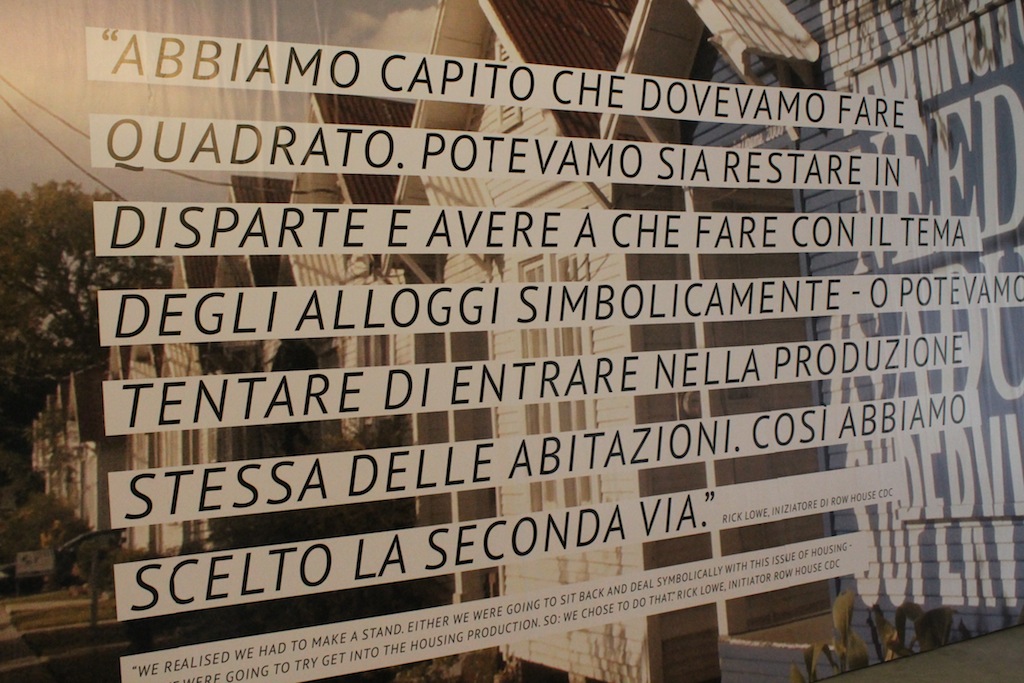 “ABBIAMO CAPITO CHE DOVEVAMO FARE
QUADRATO. POTEVAMO SIA RESTARE IN
DISPARTE E AVERE A CHE FARE CON IL TEMA
DEGLI ALLOGGI SIMBOLICAMENTE - O POTEVAMO
TENTARE DI ENTRARE NELLA PRODUZIONE
STESSA DELLE ABITAZIONI. COSÌ ABBIAMO
SCELTO LA SECONDA VIA.” RICK LOWE, INIZIATORE DI ROW HOUSE CDC
“WE REALISED WE HAD TO MAKE A STAND. EITHER WE WERE GOING TO SIT BACK AND DEAL SYMBOLICALLY WITH THIS ISSUE OF HOUSING -
WERE GOING TO TRY GET INTO THE HOUSING PRODUCTION. SO: WE CHOSE TO DO THAT.” RICK LOWE, INITIATOR ROW HOUSE CDC
NEED